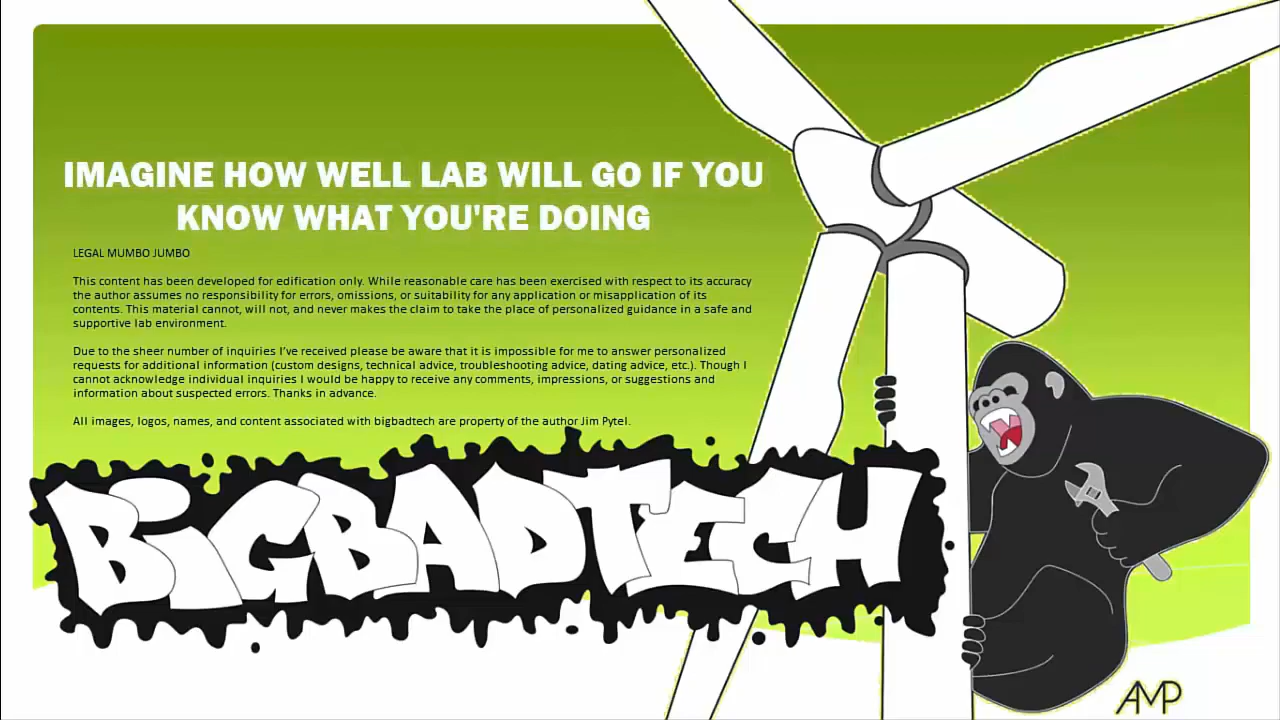 IMAGINE HOW WELL LAB WILL GO IF YOU
KNOW WHAT YOU'RE DOING
LEGAL MUMBO JUMBO
This content has been developed for edification only. While reasonable care has been exercised with respect to its accuracy
the author assumes no responsibility for errors, omissions, or suitability for any application or misapplication of its
contents. This material cannot, will not, and never makes the claim to take the place of personalized guidance in a safe and
supportive lab environment.
Due to the sheer number of inquiries I've received please be aware that it is impossible for me to answer personalized
requests for additional information (custom designs, technical advice, troubleshooting advice, dating advice, etc.). Though I
cannot acknowledge individual inquiries I would be happy to receive any comments, impressions, or suggestions and
information about suspected errors. Thanks in advance.
All images, logos, names, and content associated with bigbadtech are property of the author Jim Pytel.
BiGBADTECH
AMP